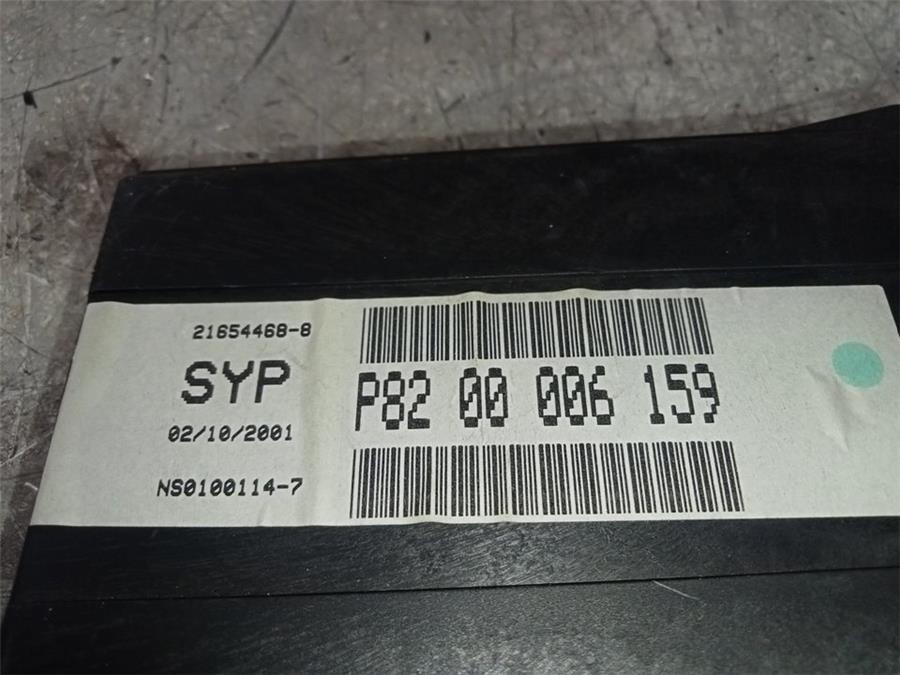 21654468-8
SYP
02/10/2001
NS0100114-7
P82 00 006 159